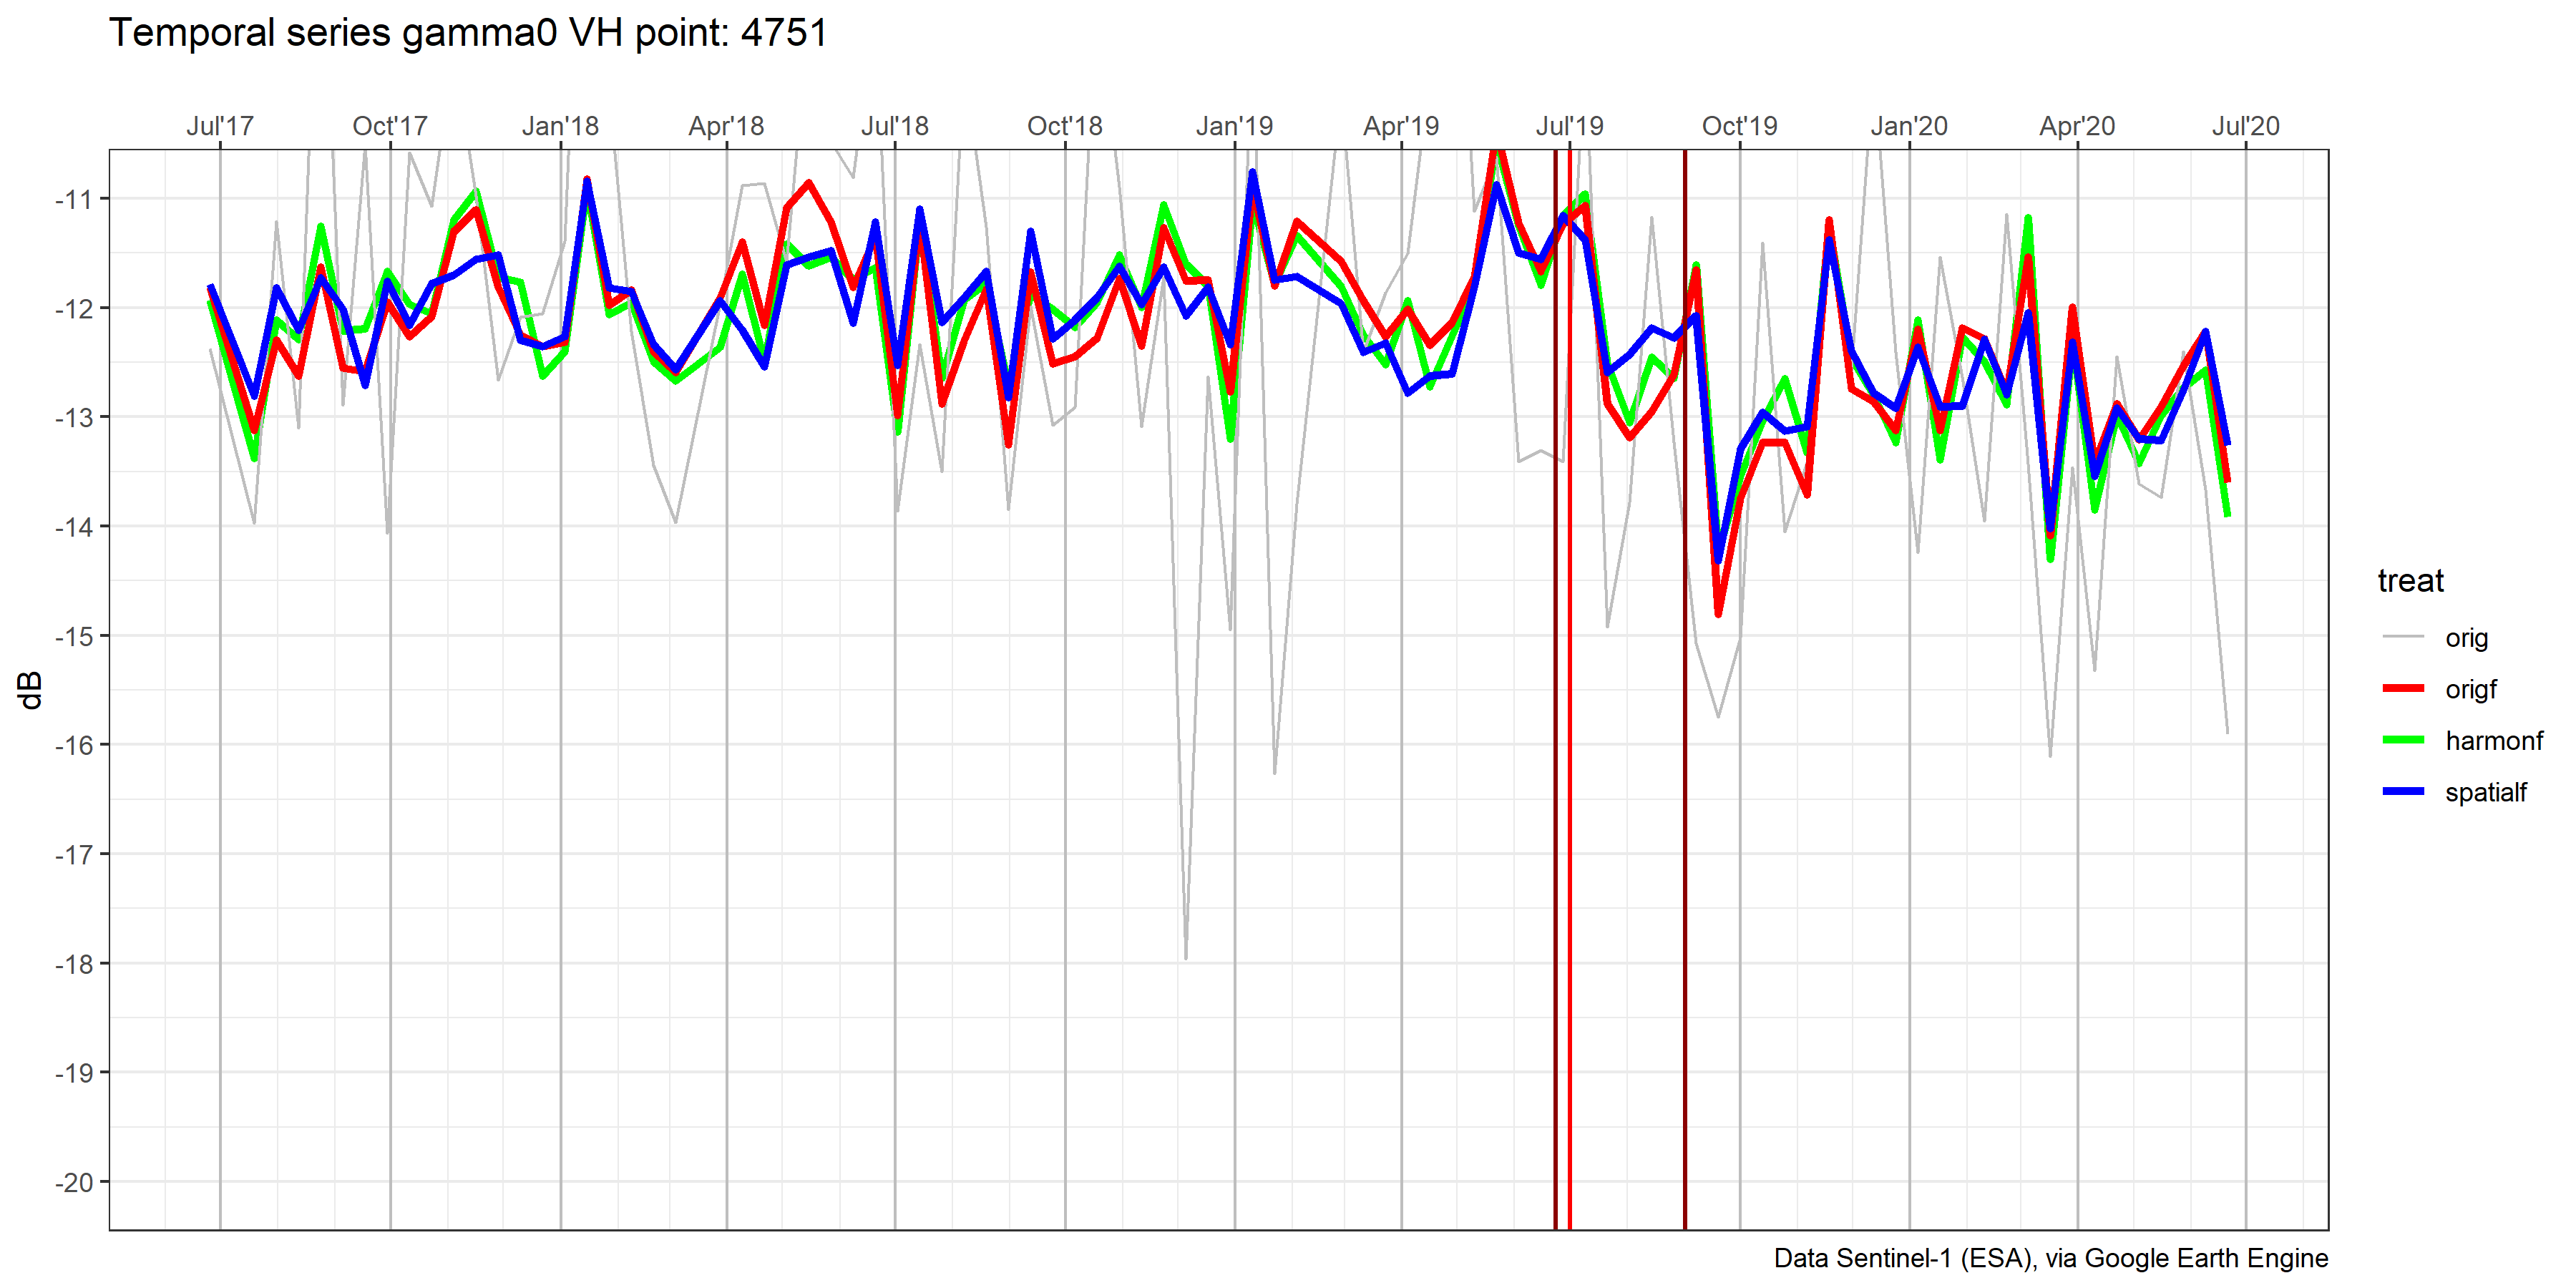 Temporal series gamma0 VH point: 4751
Jul'17 Oct'17 Jan'18 Apr'18 Jul'18 Oct'18 Jan'19 Apr'19 Jul'19 Oct'19 Jan'20 Apr'20 Jul'20
-11
-12
-13
-14
-15
-16
-17
-18
-19
-20
dB
treat
orig
origf
harmonf
spatialf
Data Sentinel-1 (ESA), via Google Earth Engine